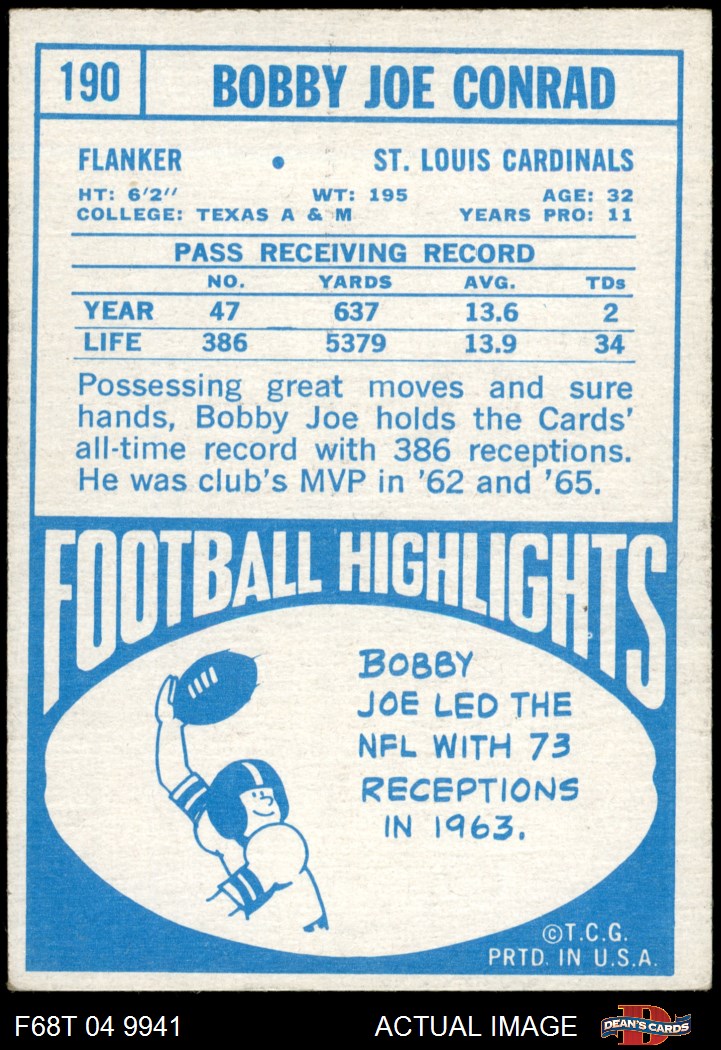 190 BOBBY JOE CONRAD
FLANKER • ST. LOUIS CARDINALS
HT: 6'2" WT: 195 AGE: 32
COLLEGE: TEXAS A & M YEARS PRO: 11
PASS RECEIVING RECORD
NO. YARDS AVG. TDs
YEAR 47 637 13.6 2
LIFE 386 5379 13.9 34
Possessing great moves and sure
hands, Bobby Joe holds the Cards'
all-time record with 386 receptions.
He was club's MVP in '62 and '65.
FOOTBALL HIGHLIGHTS
BOBBY
JOE LED THE
NFL WITH 73
RECEPTIONS
IN 1963.
©T.C.G.
PRTD. IN U.S.A.
F68T 04 9941 ACTUAL IMAGE D DEAN'S CARDS